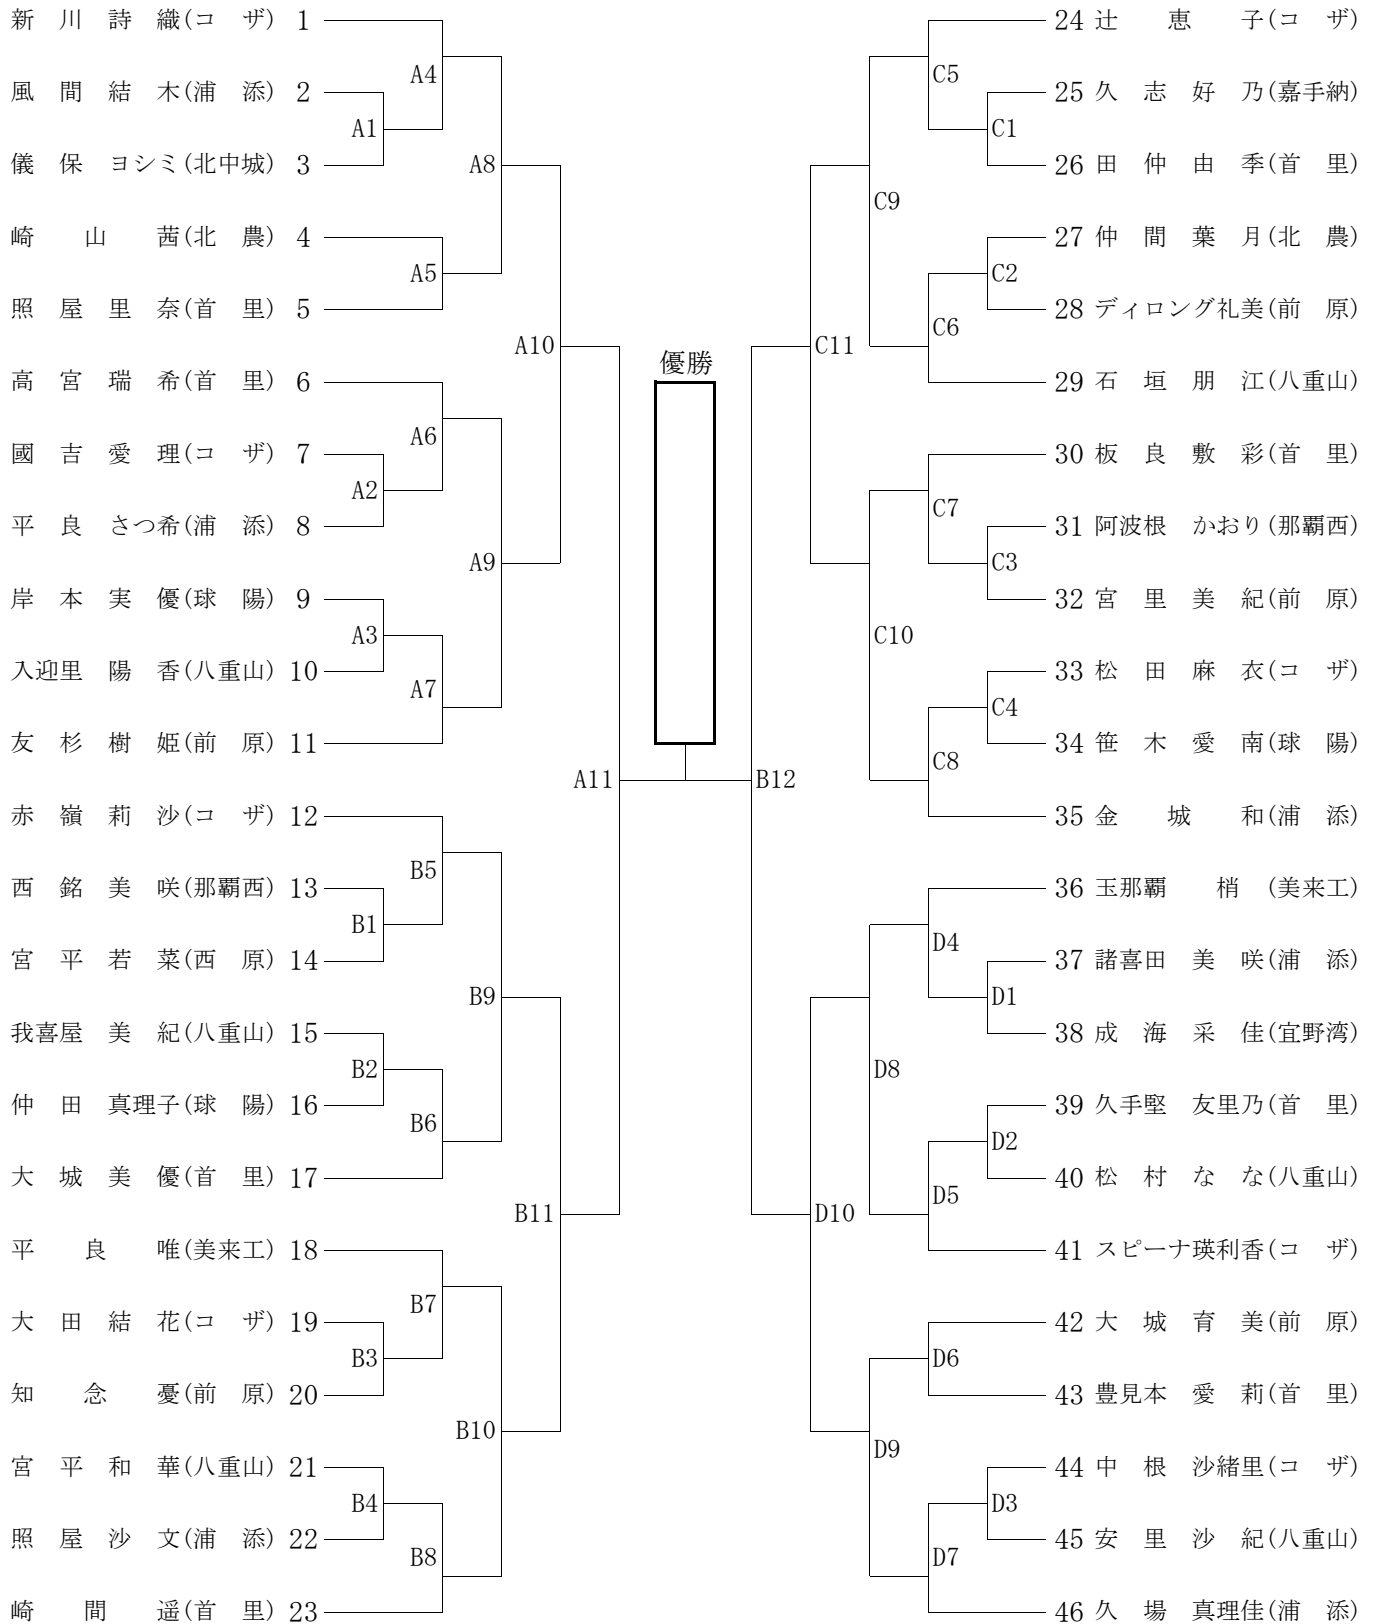 新川詩織(コザ) 1
風間結木(浦添) 2
儀保ヨシミ(北中城) 3
崎山茜(北農) 4
照屋里奈(首里) 5
高宮瑞希(首里) 6
國吉愛理(コザ) 7
平良さつ希(浦添) 8
岸本実優(球陽) 9
入迎里陽香(八重山) 10
友杉樹姫(前原) 11
赤嶺莉沙(コザ) 12
西銘美咲(那覇西) 13
宮平若菜(西原) 14
我喜屋美紀(八重山) 15
仲田真理子(球陽) 16
大城美優(首里) 17
平良唯(美来工) 18
大田結花(コザ) 19
知念憂(前原) 20
宮平和華(八重山) 21
照屋沙文(浦添) 22
崎間遥(首里) 23
A1
A2
A3
B1
B2
B3
B4
A4
A5
A6
A7
B5
B6
B7
B8
A8
A9
B9
B10
A10
B11
A11
優勝
B12
C11
D10
C9
C10
D8
D9
C5
C6
C7
C8
D4
D5
D6
D7
C1
C2
C3
C4
D1
D2
D3
24 辻恵子(コザ)
25 久志好乃(嘉手納)
26 田仲由季(首里)
27 仲間葉月(北農)
28 ディロング礼美(前原)
29 石垣朋江(八重山)
30 板良敷彩(首里)
31 阿波根かおり(那覇西)
32 宮里美紀(前原)
33 松田麻衣(コザ)
34 笹木愛南(球陽)
35 金城和(浦添)
36 玉那覇梢(美来工)
37 諸喜田美咲(浦添)
38 成海采佳(宜野湾)
39 久手堅友里乃(首里)
40 松村なな(八重山)
41 スピーナ瑛利香(コザ)
42 大城育美(前原)
43 豊見本愛莉(首里)
44 中根沙緒里(コザ)
45 安里沙紀(八重山)
46 久場真理佳(浦添)